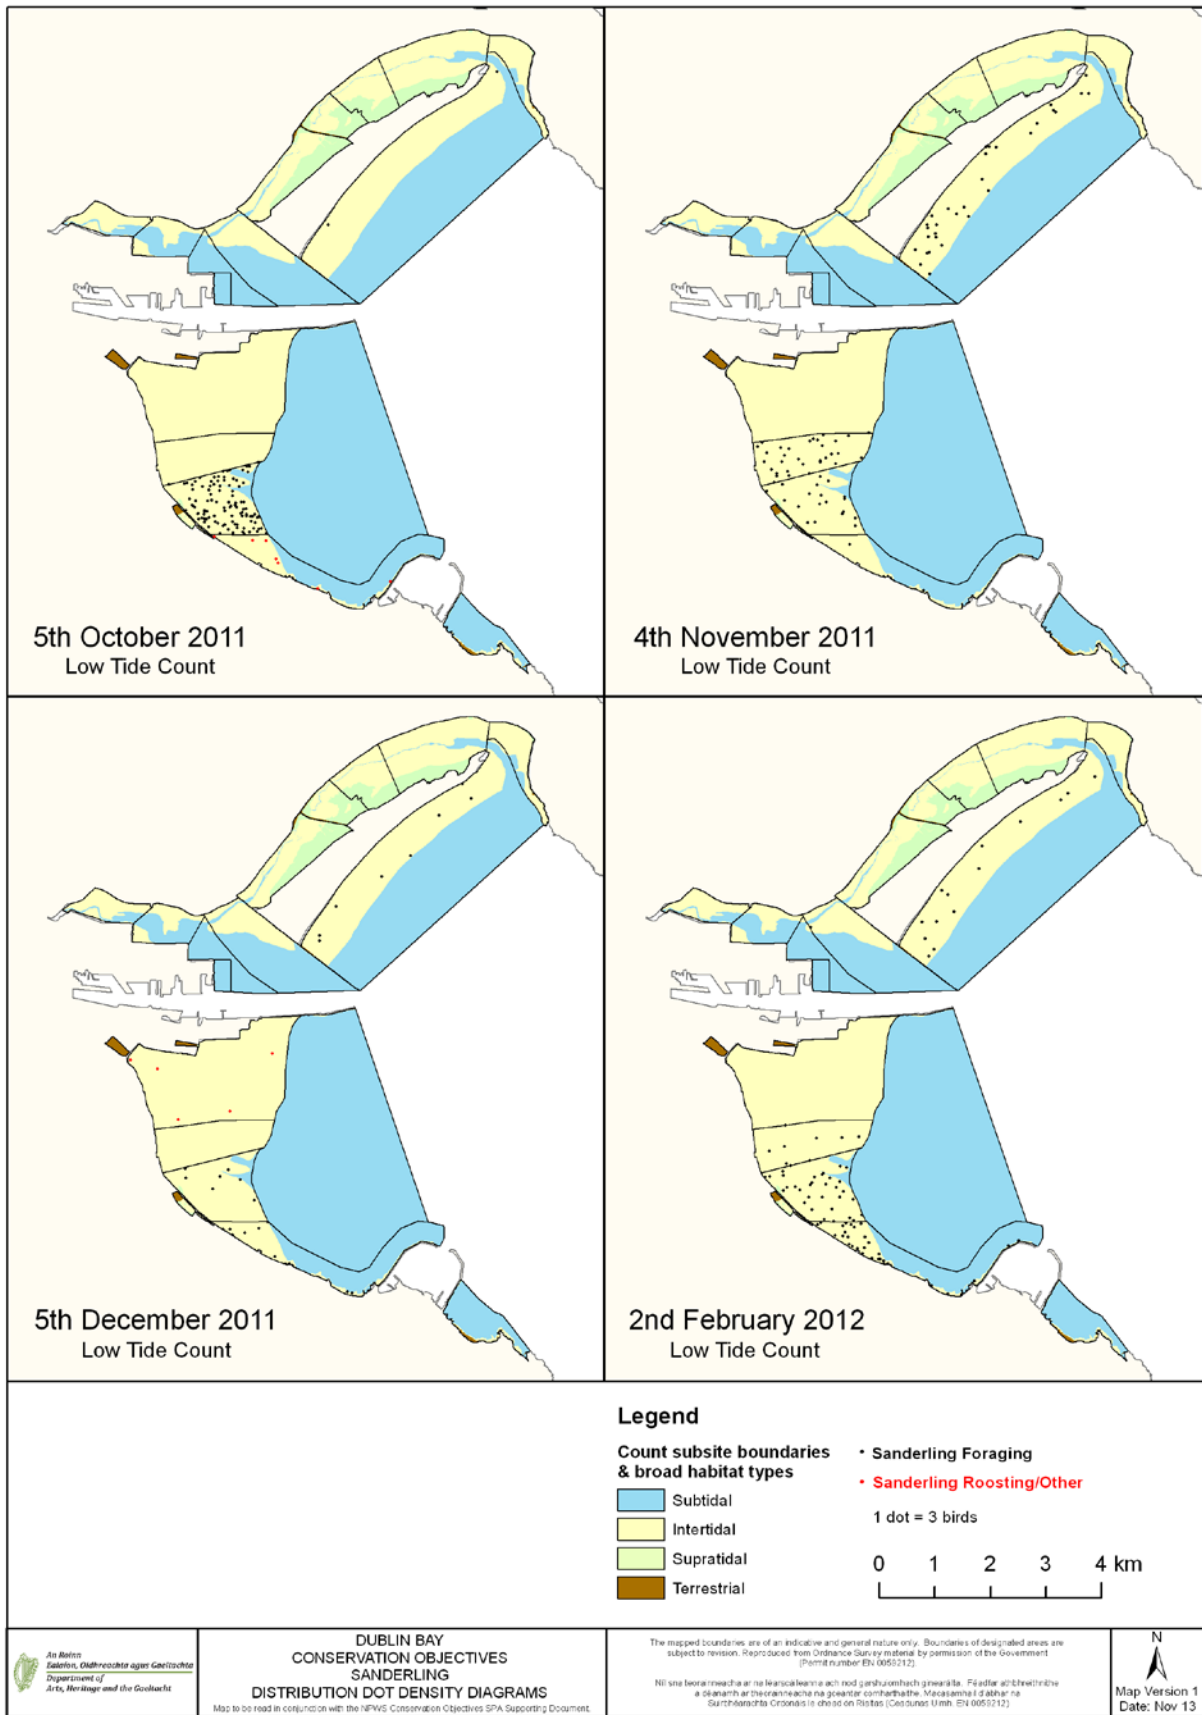 5th October 2011
Low Tide Count
4th November 2011
Low Tide Count
5th December 2011
Low Tide Count
2nd February 2012
Low Tide Count
Legend
Count subsite boundaries
& broad habitat types
Subtidal
Intertidal
Supratidal
Terrestrial
Sanderling Foraging
Sanderling Roosting/Other
1 dot = 3 birds
0 1 2 3 4 km
An Roinn
Ealaíon, Oidhreachta agus Gaeltachta
Department of
Arts, Heritage and the Gaeltacht
DUBLIN BAY
CONSERVATION OBJECTIVES
SANDERLING
DISTRIBUTION DOT DENSITY DIAGRAMS
Map to be read in conjunction with the NPWS Conservation Objectives SPA Supporting Document.
The mapped boundaries are of an indicative and general nature only. Boundaries of designated areas are
subject to revision. Reproduced from Ordnance Survey material by permission of the Government
(Permit number EN 0059212).
N
Map Version 1
Date: Nov 13